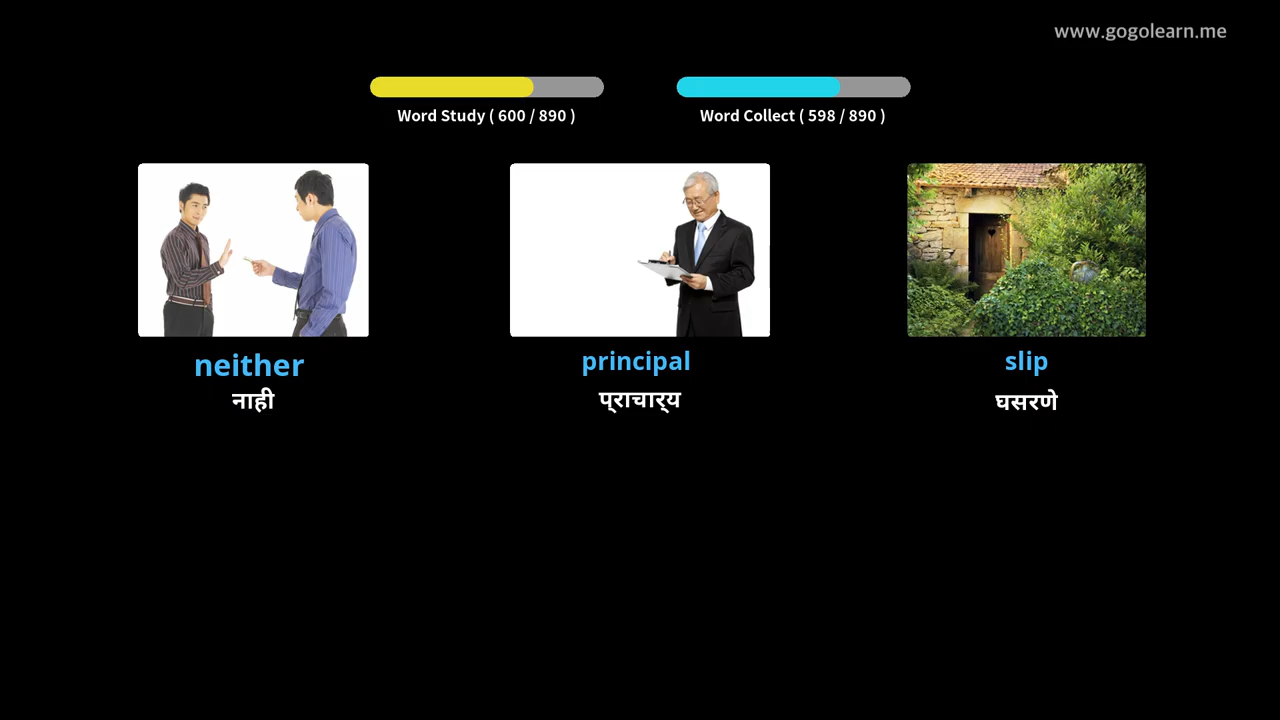 www.gogolearn.me
Word Study ( 600 / 890 )
Word Collect ( 598 / 890 )
neither
नाही
principal
प्राचार्य
slip
घसरणे